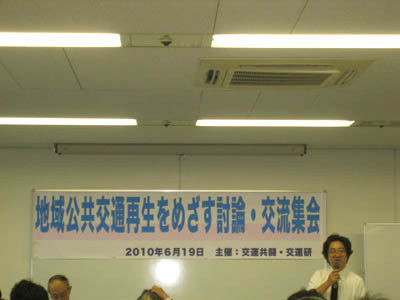 地域公共交通再生をめざす討論・交流集会
2010年6月19日　主催：交運共闘・交運研